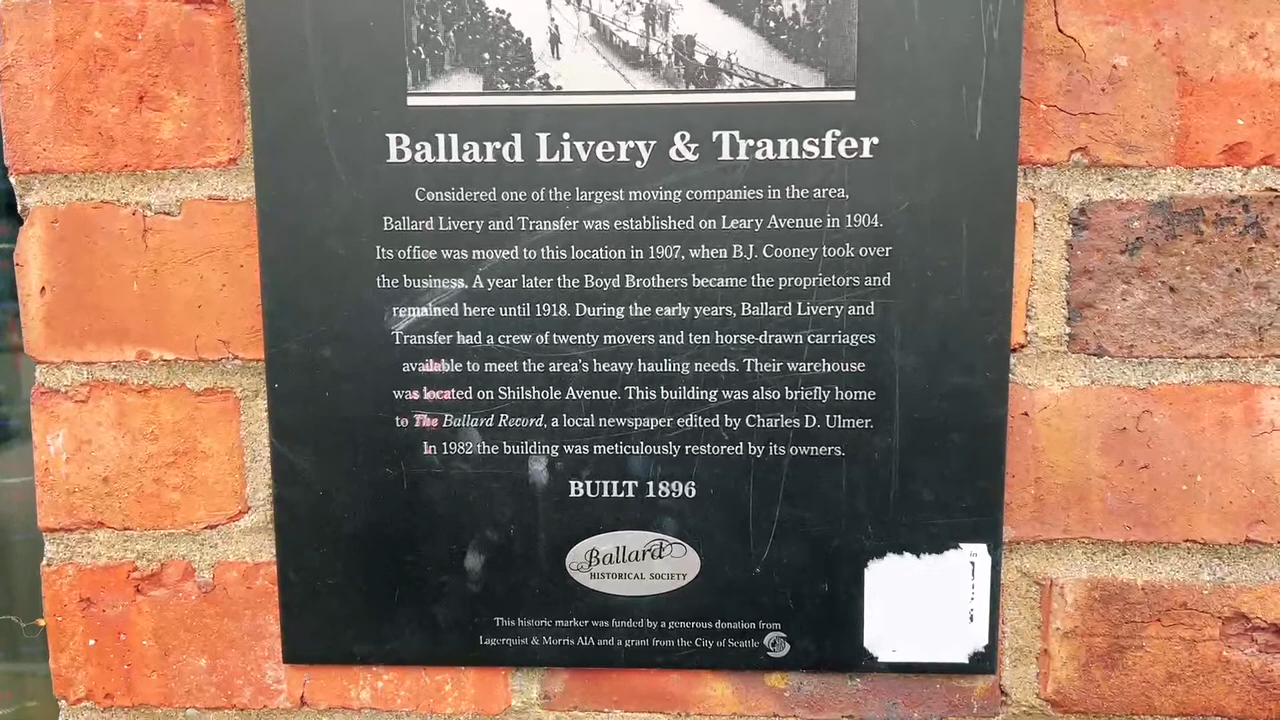 Ballard Livery & Transfer
Considered one of the largest moving companies in the area,
Ballard Livery and Transfer was established on Leary Avenue in 1904.
Its office was moved to this location in 1907, when B.J. Cooney took over
the business. A year later the Boyd Brothers became the proprietors and
remained here until 1918. During the early years, Ballard Livery and
Transfer had a crew of twenty movers and ten horse-drawn carriages
available to meet the area's heavy hauling needs. Their warehouse
was located on Shilshole Avenue. This building was also briefly home
to The Ballard Record, a local newspaper edited by Charles D. Ulmer.
In 1982 the building was meticulously restored by its owners.
BUILT 1896
Ballard
HISTORICAL SOCIETY
This historic marker was funded by a generous donation from
Lagerquist & Morris AIA and a grant from the City of Seattle